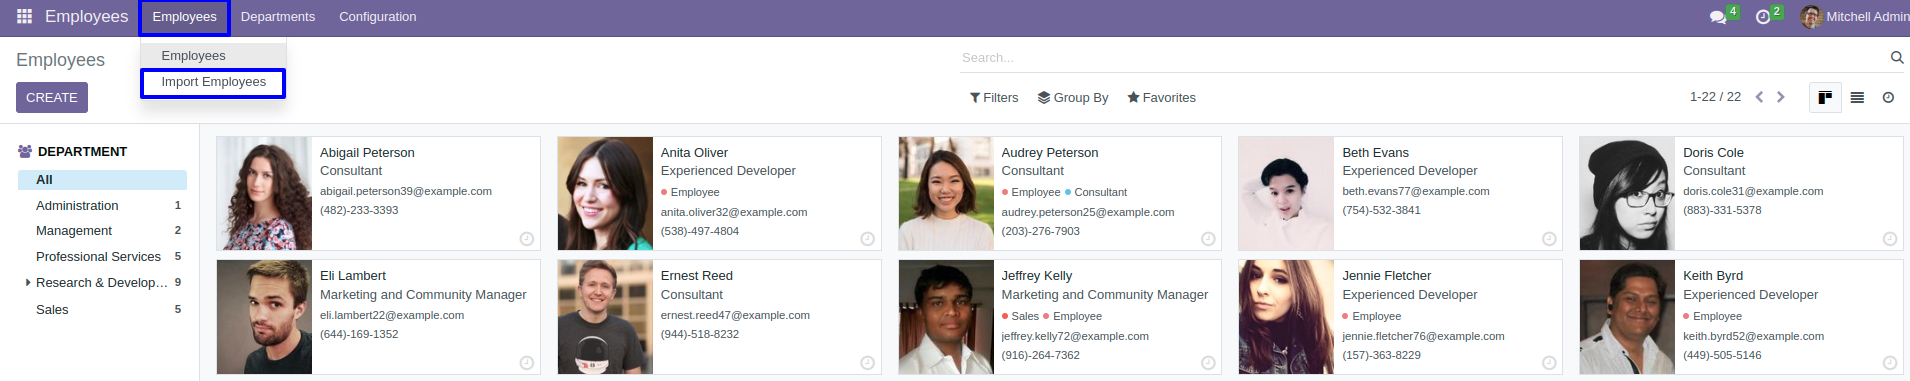 Employees Employees Departments Configuration 4 2 Mitchell Admin
Employees
Import Employees
Employees
Search...
CREATE
Filters Group By Favorites 1-22 / 22
DEPARTMENT
All
Administration 1
Management 2
Professional Services 5
Research & Develop... 9
Sales 5
Abigail Peterson
Consultant
abigail.peterson39@example.com
(482)-233-3393
Anita Oliver
Experienced Developer
Employee
anita.oliver32@example.com
(538)-497-4804
Audrey Peterson
Consultant
Employee Consultant
audrey.peterson25@example.com
(203)-276-7903
Beth Evans
Experienced Developer
beth.evans77@example.com
(754)-532-3841
Doris Cole
Consultant
doris.cole31@example.com
(883)-331-5378
Eli Lambert
Marketing and Community Manager
eli.lambert22@example.com
(644)-169-1352
Ernest Reed
Consultant
ernest.reed47@example.com
(944)-518-8232
Jeffrey Kelly
Marketing and Community Manager
Sales Employee
jeffrey.kelly72@example.com
(916)-264-7362
Jennie Fletcher
Experienced Developer
Employee
jennie.fletcher76@example.com
(157)-363-8229
Keith Byrd
Experienced Developer
Employee
keith.byrd52@example.com
(449)-505-5146